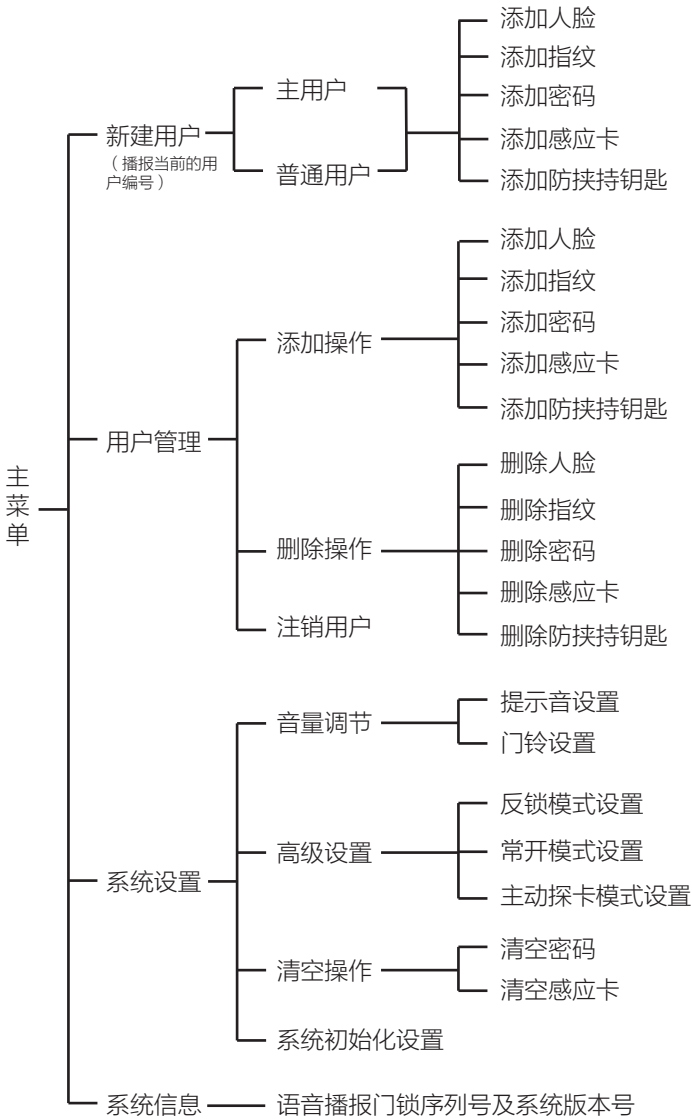 主菜单
新建用户
（播报当前的用
户编号）
主用户
普通用户
添加人脸
添加指纹
添加密码
添加感应卡
添加防挟持钥匙
用户管理
添加操作
添加人脸
添加指纹
添加密码
添加感应卡
添加防挟持钥匙
删除操作
删除人脸
删除指纹
删除密码
删除感应卡
删除防挟持钥匙
注销用户
系统设置
音量调节
提示音设置
门铃设置
高级设置
反锁模式设置
常开模式设置
主动探卡模式设置
清空操作
清空密码
清空感应卡
系统初始化设置
系统信息
语音播报门锁序列号及系统版本号